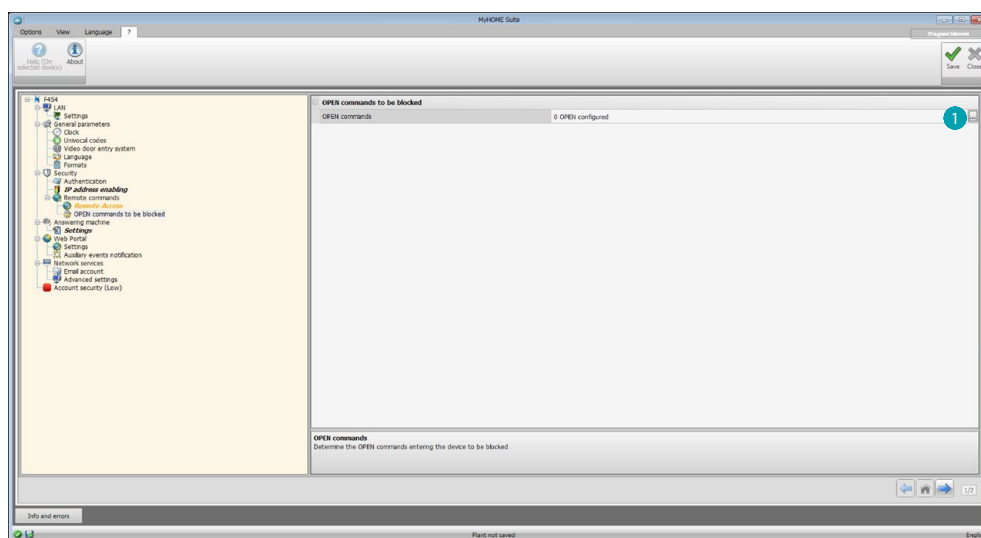 MyHOME Suite
Options View Language ?
Help (On selected device)
About
Save Close
F454
LAN
Settings
General parameters
Clock
Univocal codes
Video door entry system
Language
Formats
Security
Authentication
IP address enabling
Remote commands
Remote Access
OPEN commands to be blocked
Answering machine
Settings
Web Portal
Settings
Auxiliary events notification
Network services
Email account
Advanced settings
Account security (Low)
OPEN commands to be blocked
OPEN commands 0 OPEN configured ...
1
OPEN commands
Determine the OPEN commands entering the device to be blocked
1/2
Info and errors
Plant not saved